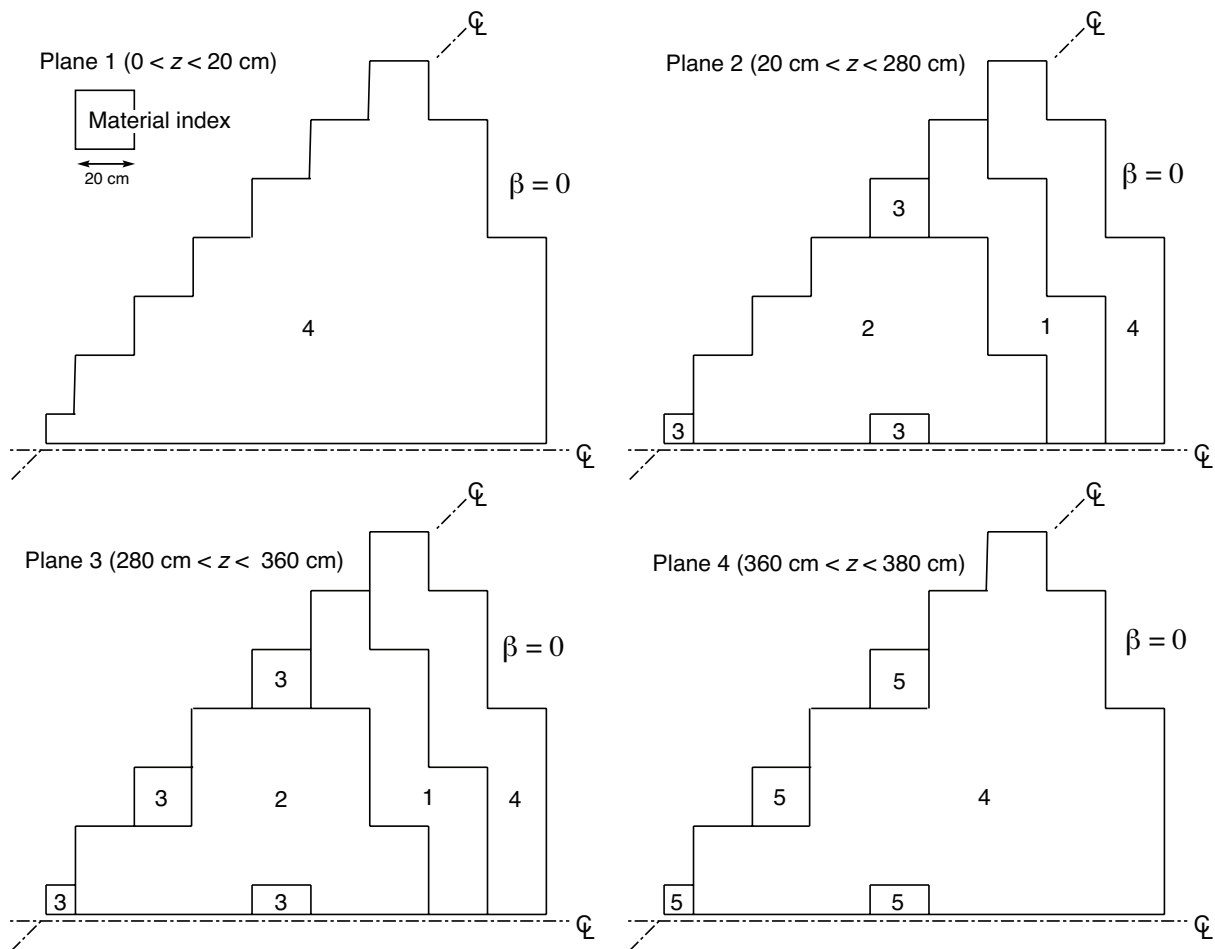 ℄
Plane 1 (0 < z < 20 cm)
Material index
20 cm
β = 0
4
℄
℄
Plane 2 (20 cm < z < 280 cm)
β = 0
3
2
1
4
3
3
℄
℄
Plane 3 (280 cm < z < 360 cm)
β = 0
3
3
2
1
4
3
3
℄
℄
Plane 4 (360 cm < z < 380 cm)
β = 0
5
5
4
5
5
℄